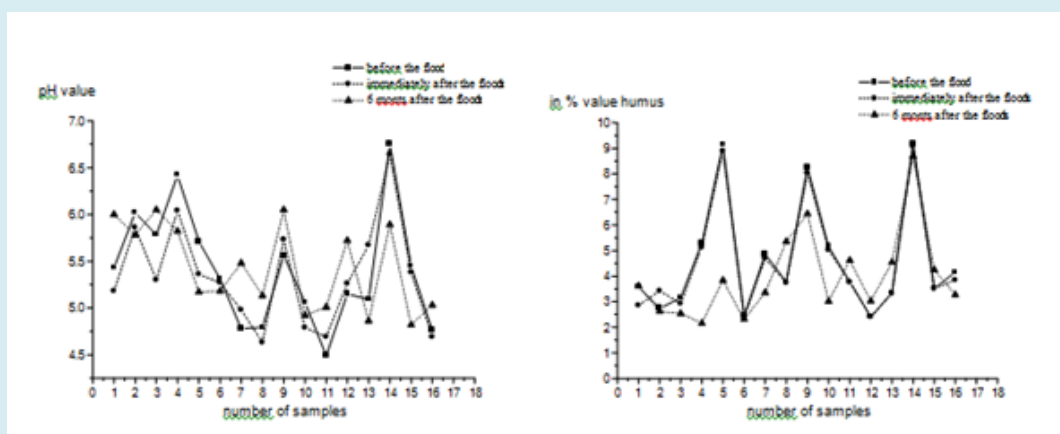 before the flood
immediately after the floods
6 monts after the floods
pH value
7.0
6.5
6.0
5.5
5.0
4.5
0 1 2 3 4 5 6 7 8 9 10 11 12 13 14 15 16 17 18
number of samples
before the flood
immediately after the floods
6 monts after the floods
in % value humus
10
9
8
7
6
5
4
3
2
1
0
0 1 2 3 4 5 6 7 8 9 10 11 12 13 14 15 16 17 18
number of samples